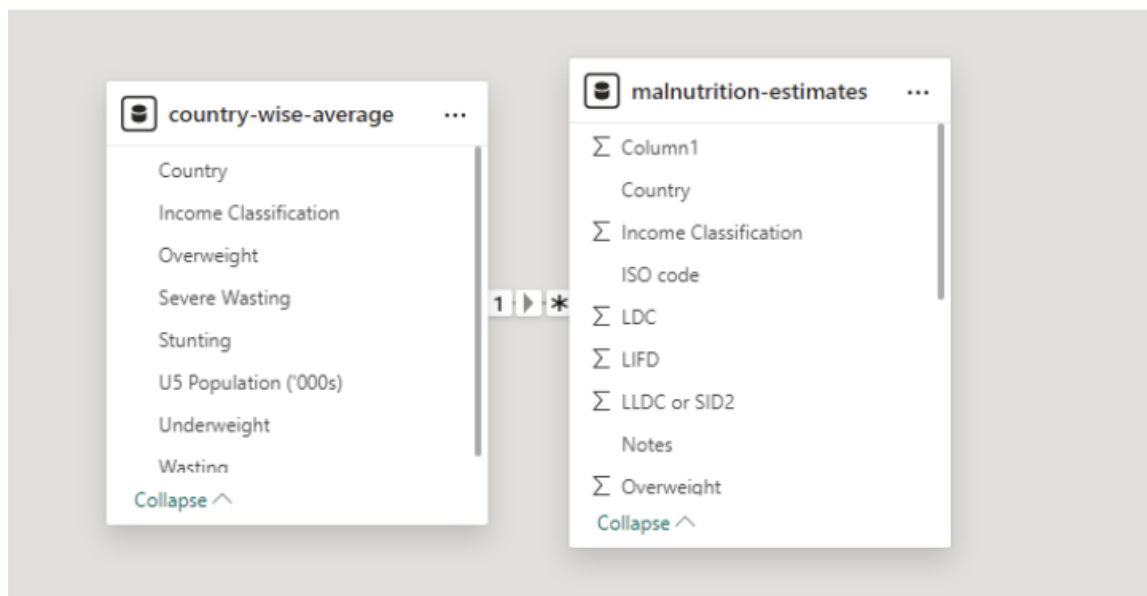 country-wise-average ...
Country
Income Classification
Overweight
Severe Wasting
Stunting
U5 Population ('000s)
Underweight
Wasting
Collapse
1 *
malnutrition-estimates ...
Σ Column1
Country
Σ Income Classification
ISO code
Σ LDC
Σ LIFD
Σ LLDC or SID2
Notes
Σ Overweight
Collapse